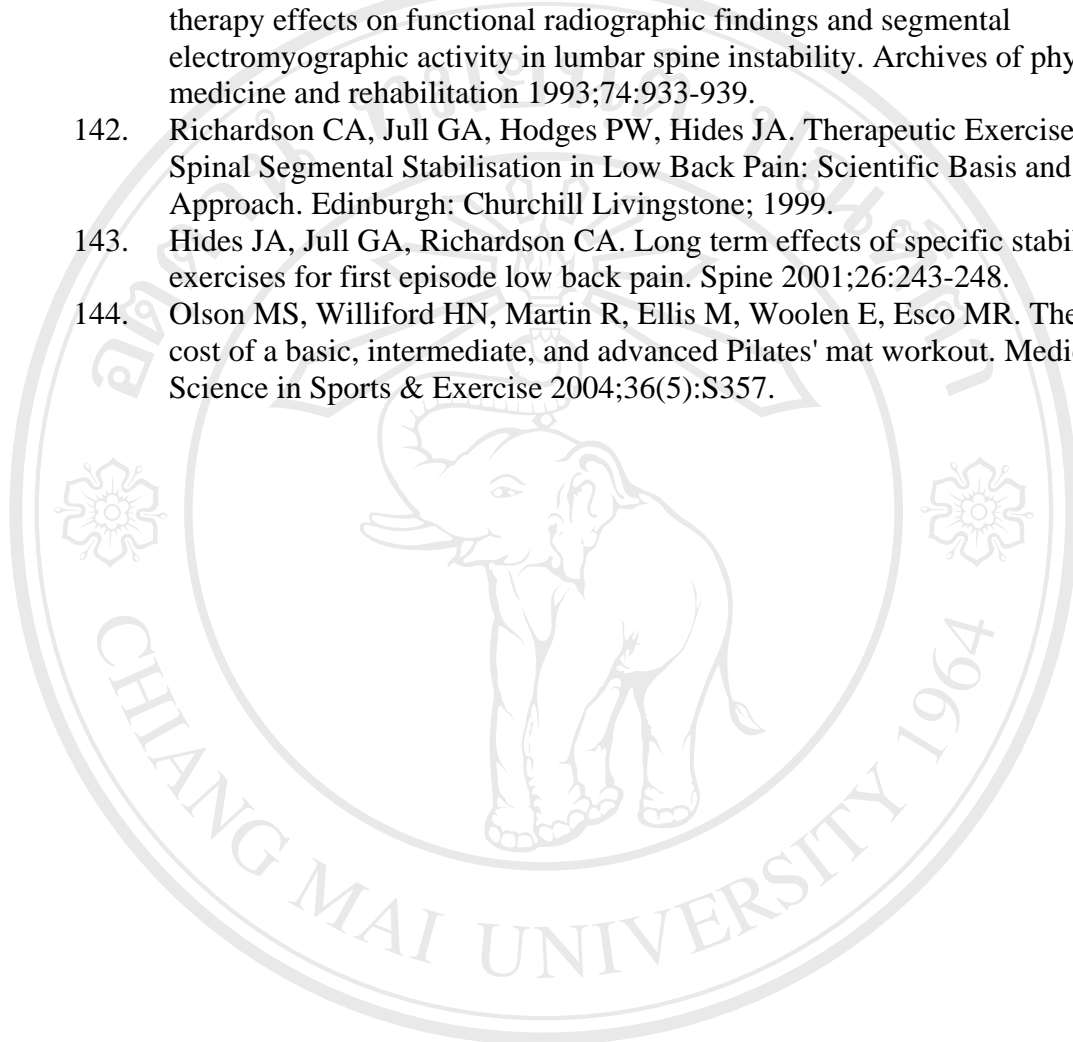 therapy effects on functional radiographic findings and segmental
electromyographic activity in lumbar spine instability. Archives of phy
medicine and rehabilitation 1993;74:933-939.
142. Richardson CA, Jull GA, Hodges PW, Hides JA. Therapeutic Exercise
Spinal Segmental Stabilisation in Low Back Pain: Scientific Basis and
Approach. Edinburgh: Churchill Livingstone; 1999.
143. Hides JA, Jull GA, Richardson CA. Long term effects of specific stabil
exercises for first episode low back pain. Spine 2001;26:243-248.
144. Olson MS, Williford HN, Martin R, Ellis M, Woolen E, Esco MR. The
cost of a basic, intermediate, and advanced Pilates' mat workout. Medi
Science in Sports & Exercise 2004;36(5):S357.
CHIANG MAI UNIVERSITY 1964